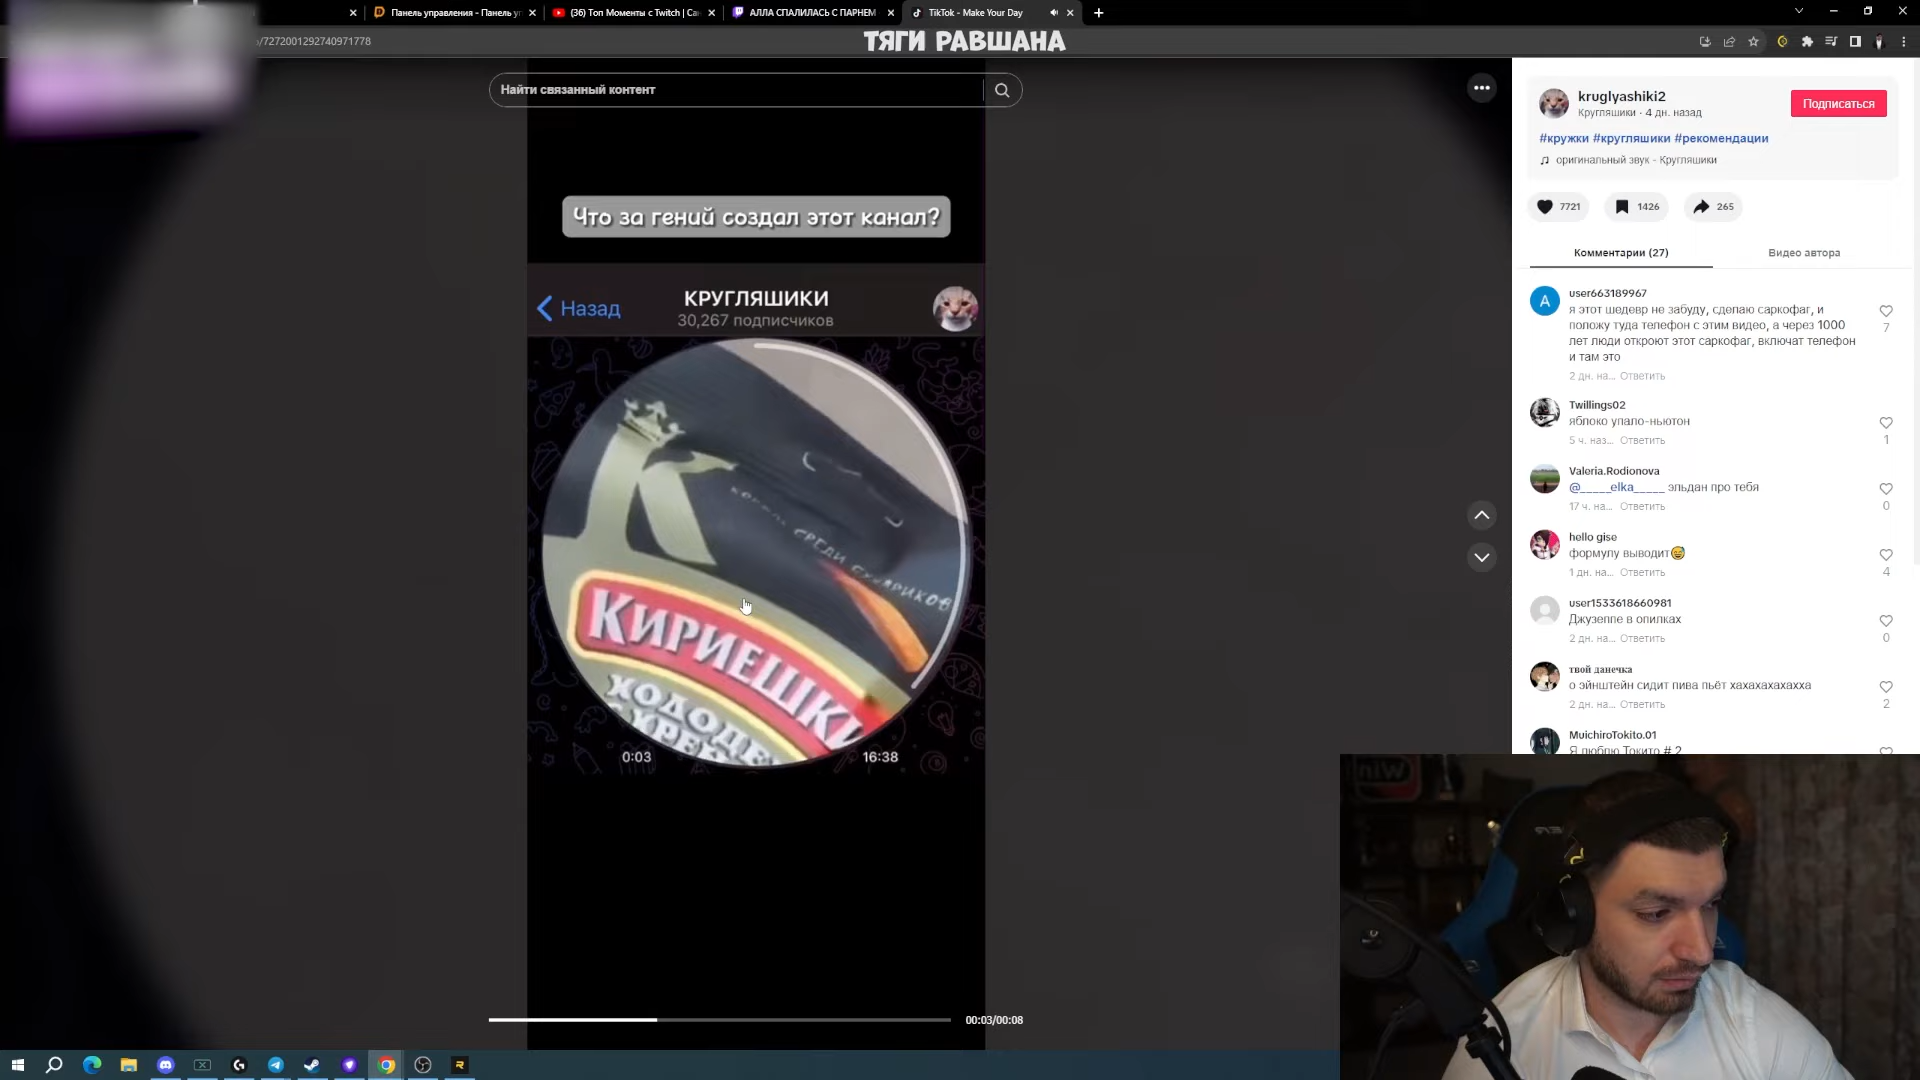 Панель управления - Панель уп
(36) Топ Моменты с Twitch | Са
АЛЛА СПАЛИЛАСЬ С ПАРНЕМ
TikTok - Make Your Day
/7272001292740971778
ТЯГИ РАВШАНА
Найти связанный контент
Что за гений создал этот канал?
Назад
КРУГЛЯШИКИ
30,267 подписчиков
К
КОРОЛЬ СРЕДИ СУХАРИКОВ
КИРИЕШКИ
ХОЛОДЕ
С ХРЕН
0:03
16:38
00:03/00:08
kruglyashiki2
Кругляшики · 4 дн. назад
Подписаться
#кружки #кругляшики #рекомендации
оригинальный звук - Кругляшики
7721
1426
265
Комментарии (27)
Видео автора
A
user663189967
я этот шедевр не забуду, сделаю саркофаг, и
положу туда телефон с этим видео, а через 1000
лет люди откроют этот саркофаг, включат телефон
и там это
7
2 дн. на... Ответить
Twillings02
яблоко упало-ньютон
1
5 ч. наз... Ответить
Valeria.Rodionova
@_____elka_____ эльдан про тебя
0
17 ч. на... Ответить
hello gise
формулу выводит😅
4
1 дн. на... Ответить
user1533618660981
Джузеппе в опилках
0
2 дн. на... Ответить
твой данечка
о эйнштейн сидит пива пьёт хахахахахахха
2
2 дн. на... Ответить
MuichiroTokito.01
Я люблю Токито # 2